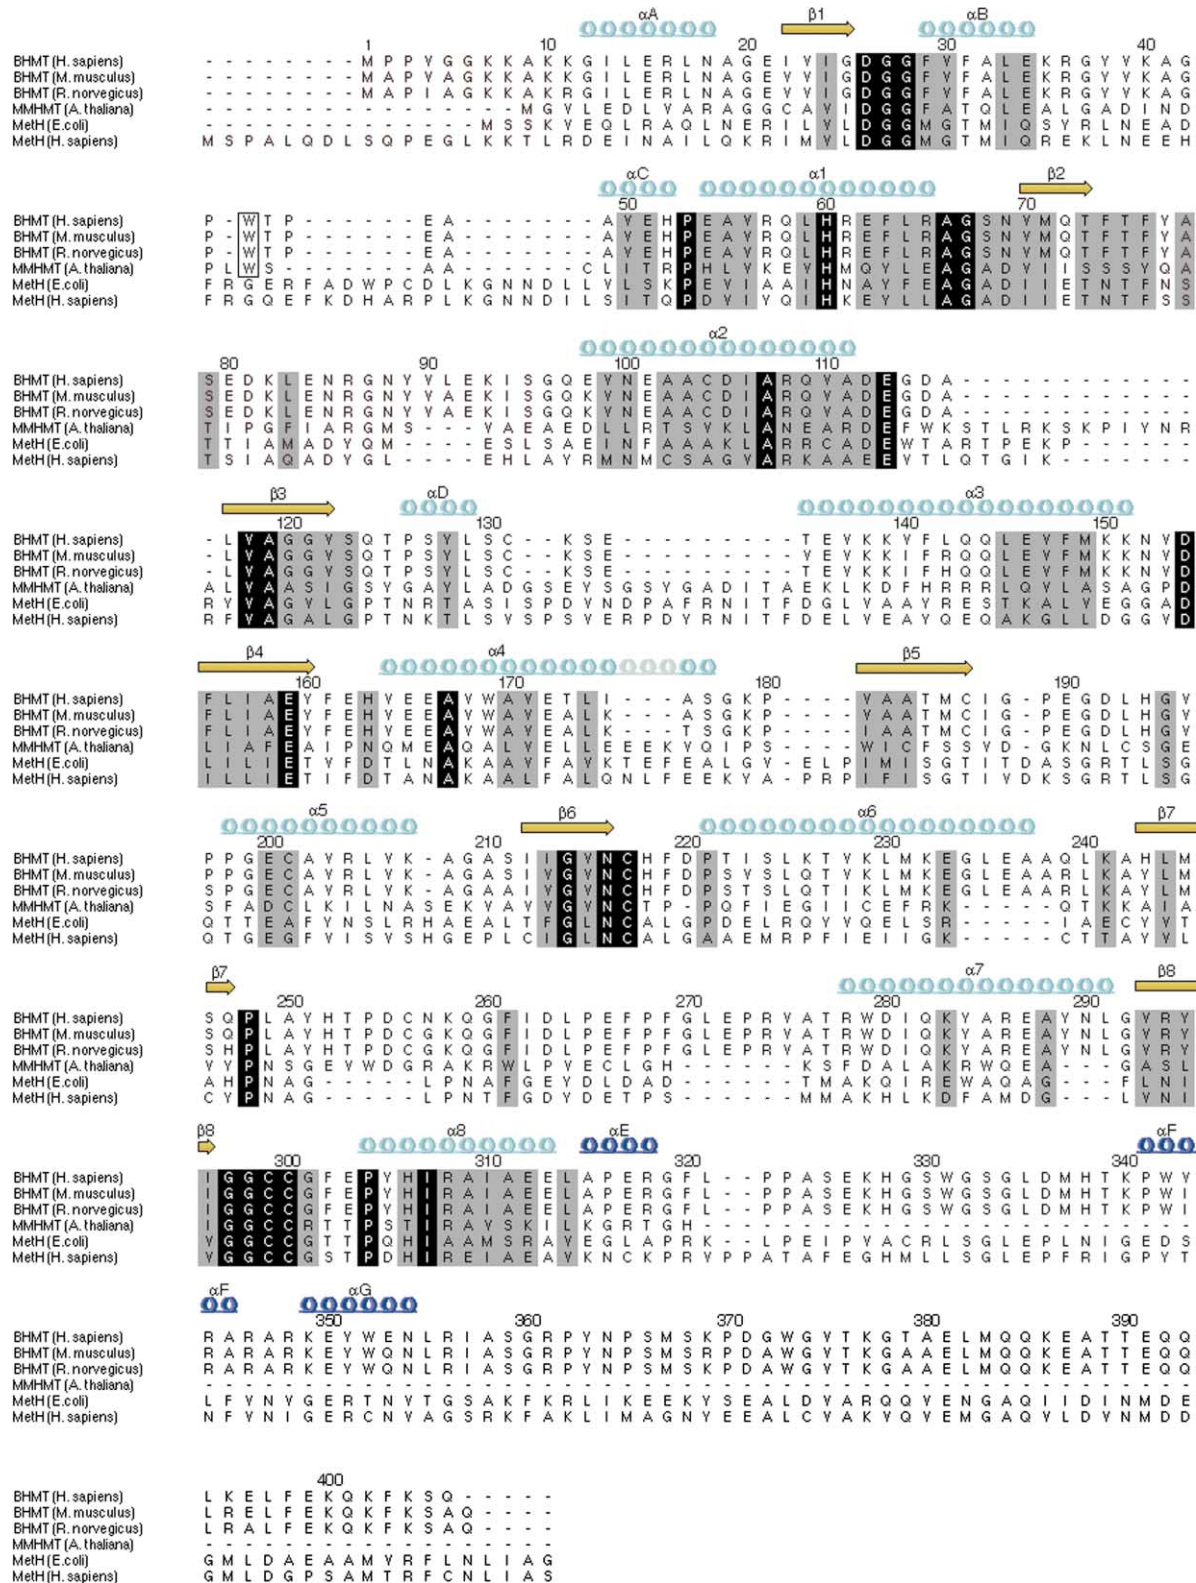 αA β1 αB
1 10 20 30 40
BHMT (H. sapiens) - - - - - - - - M P P V G G K K A K K G I L E R L N A G E I V I G D G G F V F A L E K R G Y V K A G
BHMT (M. musculus) - - - - - - - - M A P V G G K K A K K G I L E R L N A G E V V I G D G G F V F A L E K R G Y V K A G
BHMT (R. norvegicus) - - - - - - - - M A P I A G K K A K R G I L E R L N A G E V V I G D G G F V F A L E K R G Y V K A G
MMHMT (A. thaliana) - - - - - - - - - - - - - - - - M G V L E D L V A R A G G C A V I D G G F A T Q L E A L G A D I N D
MetH (E.coli) - - - - - - - - - - - - - - M S S K V E Q L R A Q L N E R I L V L D G G M G T M I Q S Y R L N E A D
MetH (H. sapiens) M S P A L Q D L S Q P E G L K K T L R D E I N A I L Q K R I M V L D G G M G T M I Q R E K L N E E H
αC α1 β2
50 60 70
BHMT (H. sapiens) P - W T P - - - - - - E A - - - - - - - A V E H P E A V R Q L H R E F L R A G S N V M Q T F T F Y A
BHMT (M. musculus) P - W T P - - - - - - E A - - - - - - - A V E H P E A V R Q L H R E F L R A G S N V M Q T F T F Y A
BHMT (R. norvegicus) P - W T P - - - - - - E A - - - - - - - A V E H P E A V R Q L H R E F L R A G S N V M Q T F T F Y A
MMHMT (A. thaliana) P L W S - - - - - - - A A - - - - - - C L I T R P H L V K E V H M Q Y L E A G A D V I I S S S Y Q A
MetH (E.coli) F R G E R F A D W P C D L K G N N D L L V L S K P E V I A A I H N A Y F E A G A D I I E T N T F N S
MetH (H. sapiens) F R G Q E F K D H A R P L K G N N D I L S I T Q P D V I Y Q I H K E Y L L A G A D I I E T N T F S S
α2
80 90 100 110
BHMT (H. sapiens) S E D K L E N R G N Y V L E K I S G Q E V N E A A C D I A R Q V A D E G D A - - - - - - - - - - - -
BHMT (M. musculus) S E D K L E N R G N Y V A E K I S G Q K V N E A A C D I A R Q V A D E G D A - - - - - - - - - - - -
BHMT (R. norvegicus) S E D K L E N R G N Y V A E K I S G Q K V N E A A C D I A R Q V A D E G D A - - - - - - - - - - - -
MMHMT (A. thaliana) T I P G F I A R G M S - - V A E A E D L L R T S V K L A N E A R D E F W K S T L R K S K P I Y N R
MetH (E.coli) T T I A M A D Y Q M - - - - E S L S A E I N F A A A K L A R R C A D E W T A R T P E K P - - - - -
MetH (H. sapiens) T S I A Q A D Y G L - - - - E H L A Y R M N M C S A G V A R K A A E E V T L Q T G I K - - - - - - -
β3 αD α3
120 130 140 150
BHMT (H. sapiens) - L V A G G V S Q T P S Y L S C - - K S E - - - - - - - - - T E V K K V F L Q Q L E V F M K K N V D
BHMT (M. musculus) - L V A G G V S Q T P S Y L S C - - K S E - - - - - - - - - V E V K K I F R Q Q L E V F M K K N V D
BHMT (R. norvegicus) - L V A G G V S Q T P S Y L S C - - K S E - - - - - - - - - T E V K K I F H Q Q L E V F M K K N V D
MMHMT (A. thaliana) A L V A A S I G S Y G A Y L A D G S E Y S G S Y G A D I T A E K L K D F H R R R L Q V L A S A G P D
MetH (E.coli) R Y V A G V L G P T N R T A S I S P D V N D P A F R N I T F D G L V A A Y R E S T K A L V E G G A D
MetH (H. sapiens) R F V A G A L G P T N K T L S V S P S V E R P D Y R N I T F D E L V E A Y Q E Q A K G L L D G G V D
β4 α4 β5
160 170 180 190
BHMT (H. sapiens) F L I A E Y F E H V E E A V W A V E T L I - - - A S G K P - - - - V A A T M C I G - P E G D L H G V
BHMT (M. musculus) F L I A E Y F E H V E E A V W A V E A L K - - - A S G K P - - - - V A A T M C I G - P E G D L H G V
BHMT (R. norvegicus) F L I A E Y F E H V E E A V W A V E A L K - - - T S G K P - - - - I A A T M C I G - P E G D L H G V
MMHMT (A. thaliana) L I A F E A I P N Q M E A Q A L V E L L E E E K V Q I P S - - - - W I C F S S V D - G K N L C S G E
MetH (E.coli) L I L I E T V F D T L N A K A A V F A V K T E F E A L G V - E L P I M I S G T I T D A S G R T L S G
MetH (H. sapiens) I L L I E T I F D T A N A K A A L F A L Q N L F E E K Y A - P R P I F I S G T I V D K S G R T L S G
α5 β6 α6 β7
200 210 220 230 240
BHMT (H. sapiens) P P G E C A V R L V K - A G A S I I G V N C H F D P T I S L K T V K L M K E G L E A A Q L K A H L M
BHMT (M. musculus) P P G E C A V R L V K - A G A S I V G V N C H F D P S V S L Q T V K L M K E G L E A A R L K A Y L M
BHMT (R. norvegicus) S P G E C A V R L V K - A G A A I V G V N C H F D P S T S L Q T I K L M K E G L E A A R L K A Y L M
MMHMT (A. thaliana) S F A D C L K I L N A S E K V A V V G V N C T P - P Q F I E G I I C E F R K - - - - Q T K K A I A
MetH (E.coli) Q T T E A F Y N S L R H A E A L T F G L N C A L G P D E L R Q Y V Q E L S R - - - - - I A E C Y V T
MetH (H. sapiens) Q T G E G F V I S V S H G E P L C I G L N C A L G A A E M R P F I E I I G K - - - - - C T T A Y V L
β7 α7 β8
250 260 270 280 290
BHMT (H. sapiens) S Q P L A Y H T P D C N K Q G F I D L P E F P F G L E P R V A T R W D I Q K Y A R E A Y N L G V R Y
BHMT (M. musculus) S Q P L A Y H T P D C G K Q G F I D L P E F P F G L E P R V A T R W D I Q K Y A R E A Y N L G V R Y
BHMT (R. norvegicus) S H P L A Y H T P D C G K Q G F I D L P E F P F G L E P R V A T R W D I Q K Y A R E A Y N L G V R Y
MMHMT (A. thaliana) V Y P N S G E V W D G R A K R W L P V E C L G H - - - - - - K S F D A L A K R W Q E A - - - G A S L
MetH (E.coli) A H P N A G - - - - - L P N A F G E Y D L D A D - - - - - - T M A K Q I R E W A Q A G - - - F L N I
MetH (H. sapiens) C Y P N A G - - - - - L P N T F G D Y D E T P S - - - - - - M M A K H L K D F A M D G - - - L V N I
β8 α8 αE αF
300 310 320 330 340
BHMT (H. sapiens) I G G C C G F E P Y H I R A I A E E L A P E R G F L - - P P A S E K H G S W G S G L D M H T K P W V
BHMT (M. musculus) I G G C C G F E P Y H I R A I A E E L A P E R G F L - - P P A S E K H G S W G S G L D M H T K P W I
BHMT (R. norvegicus) I G G C C G F E P Y H I R A I A E E L A P E R G F L - - P P A S E K H G S W G S G L D M H T K P W I
MMHMT (A. thaliana) I G G C C R T T P S T I R A V S K I L K G R T G H - - - - - - - - - - - - - - - - - - - - - - - - -
MetH (E.coli) V G G C C G T T P Q H I A A M S R A V E G L A P R K - - L P E I P V A C R L S G L E P L N I G E D S
MetH (H. sapiens) V G G C C G S T P D H I R E I A E A V K N C K P R V P P A T A F E G H M L L S G L E P F R I G P Y T
αF αG
350 360 370 380 390
BHMT (H. sapiens) R A R A R K E Y W E N L R I A S G R P Y N P S M S K P D G W G V T K G T A E L M Q Q K E A T T E Q Q
BHMT (M. musculus) R A R A R K E Y W Q N L R I A S G R P Y N P S M S R P D A W G V T K G A A E L M Q Q K E A T T E Q Q
BHMT (R. norvegicus) R A R A R K E Y W Q N L R I A S G R P Y N P S M S K P D A W G V T K G A A E L M Q Q K E A T T E Q Q
MMHMT (A. thaliana) - - - - - - - - - - - - - - - - - - - - - - - - - - - - - - - - - - - - - - - - - - - - - - - - - -
MetH (E.coli) L F V N V G E R T N V T G S A K F K R L I K E E K Y S E A L D V A R Q Q V E N G A Q I I D I N M D E
MetH (H. sapiens) N F V N I G E R C N V A G S R K F A K L I M A G N Y E E A L C V A K V Q V E M G A Q V L D V N M D D
400
BHMT (H. sapiens) L K E L F E K Q K F K S Q - - - - -
BHMT (M. musculus) L R E L F E K Q K F K S A Q - - - -
BHMT (R. norvegicus) L R A L F E K Q K F K S A Q - - - -
MMHMT (A. thaliana) - - - - - - - - - - - - - - - - - -
MetH (E.coli) G M L D A E A A M V R F L N L I A G
MetH (H. sapiens) G M L D G P S A M T R F C N L I A S